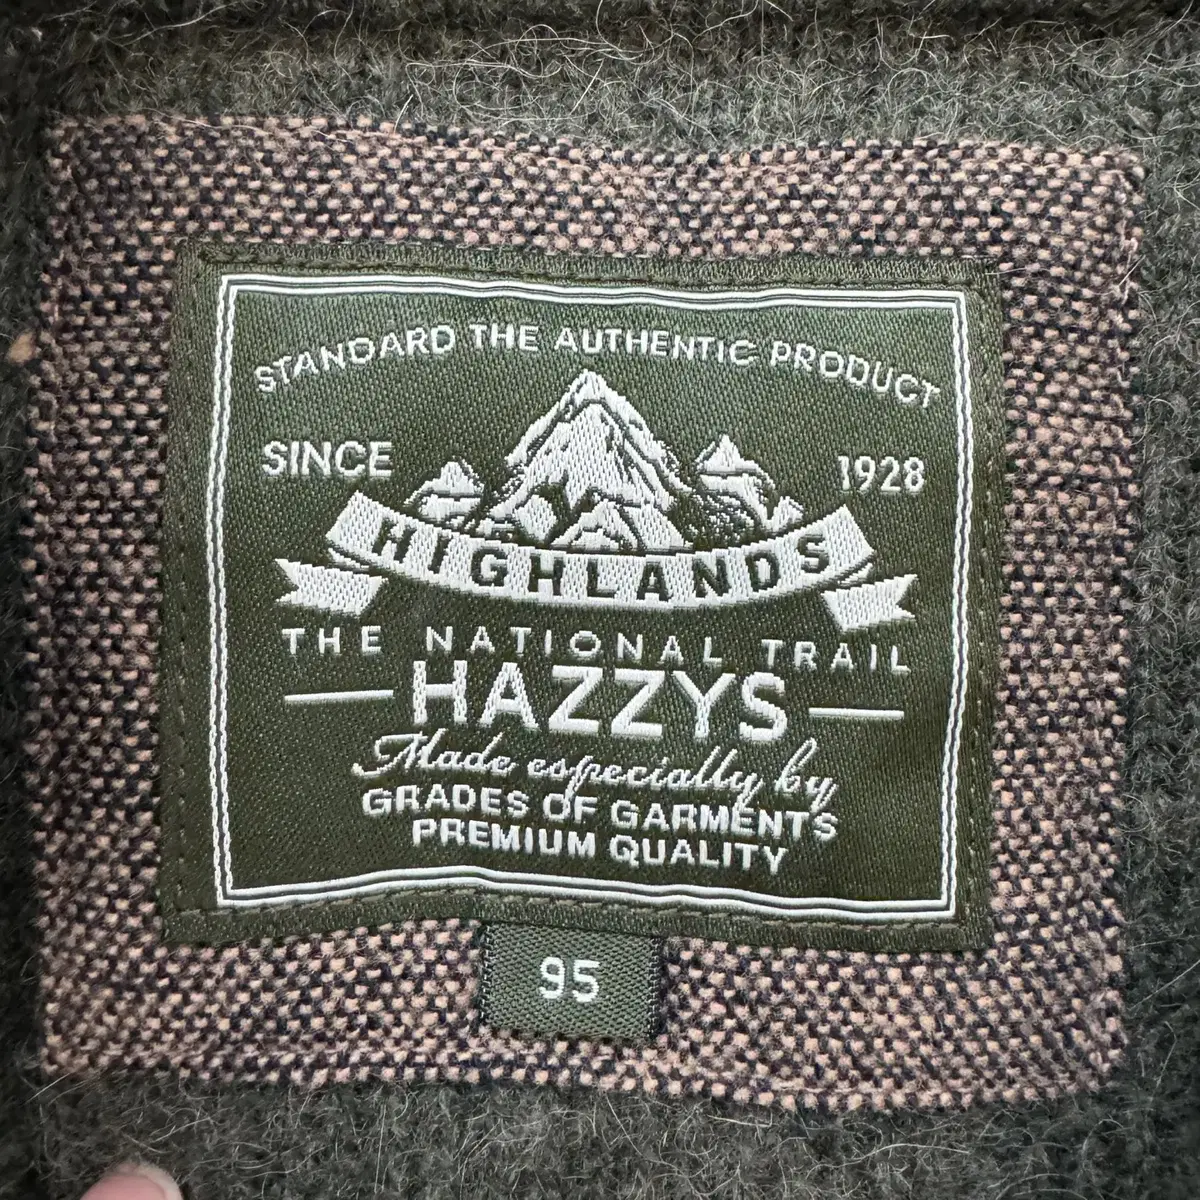 STANDARD THE AUTHENTIC PRODUCT
SINCE 1928
HIGHLANDS
THE NATIONAL TRAIL
HAZZYS
Made especially by
GRADES OF GARMENTS
PREMIUM QUALITY
95